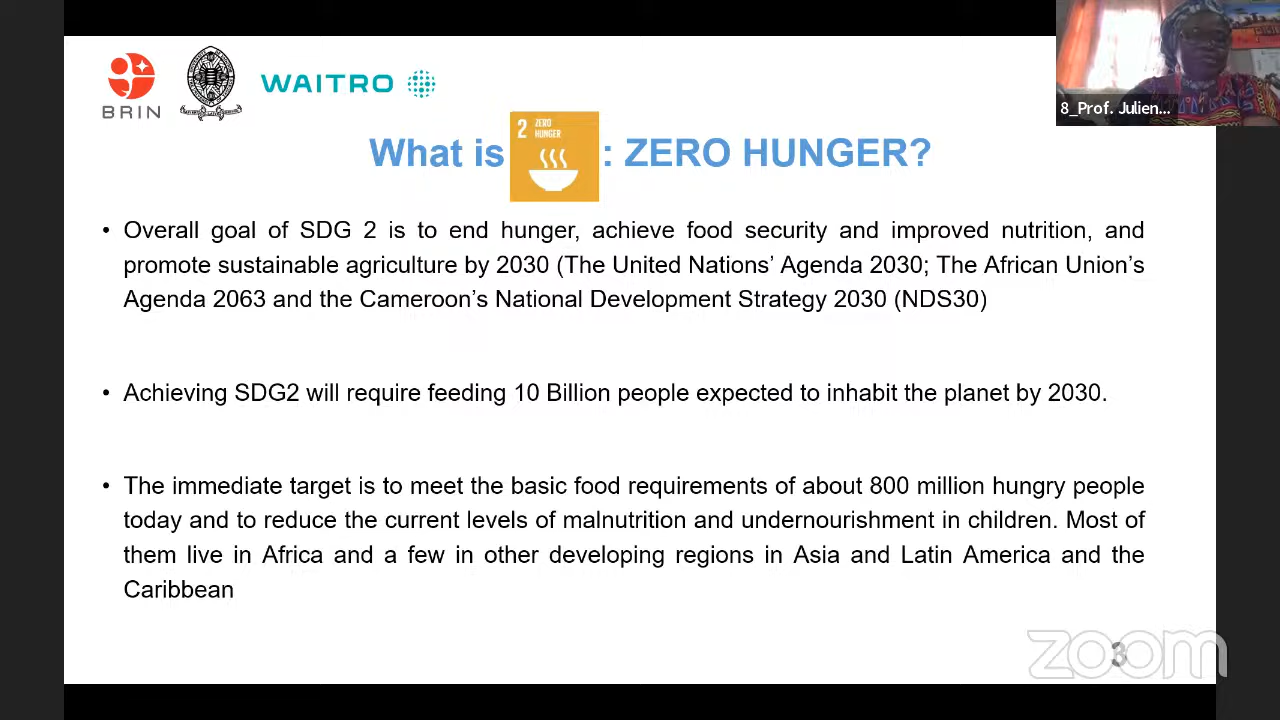 BRIN
WAITRO
8_Prof. Julien...
What is
2 ZERO
HUNGER
: ZERO HUNGER?
• Overall goal of SDG 2 is to end hunger, achieve food security and improved nutrition, and
promote sustainable agriculture by 2030 (The United Nations’ Agenda 2030; The African Union’s
Agenda 2063 and the Cameroon’s National Development Strategy 2030 (NDS30)
• Achieving SDG2 will require feeding 10 Billion people expected to inhabit the planet by 2030.
• The immediate target is to meet the basic food requirements of about 800 million hungry people
today and to reduce the current levels of malnutrition and undernourishment in children. Most of
them live in Africa and a few in other developing regions in Asia and Latin America and the
Caribbean
zoom
3